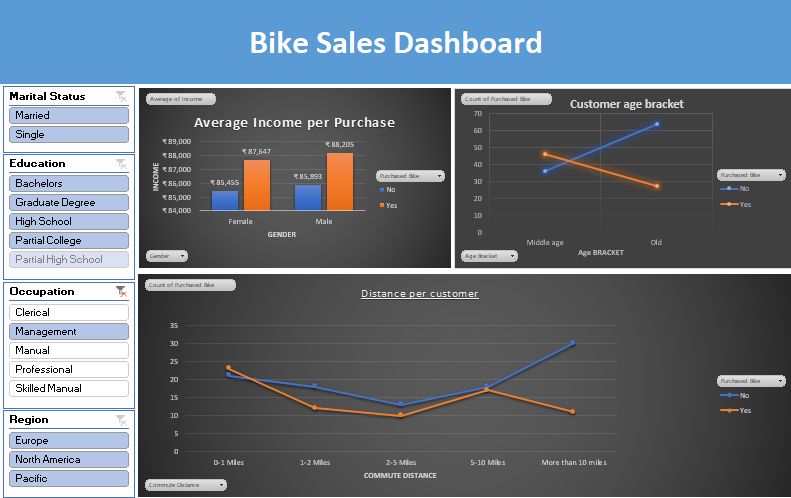 Bike Sales Dashboard
Marital Status
Married
Single
Education
Bachelors
Graduate Degree
High School
Partial College
Partial High School
Occupation
Clerical
Management
Manual
Professional
Skilled Manual
Region
Europe
North America
Pacific
Average of Income
Average Income per Purchase
₹ 89,000
₹ 88,000
₹ 87,000
₹ 86,000
₹ 85,000
₹ 84,000
INCOME
₹ 85,455
₹ 87,647
₹ 85,893
₹ 88,205
Female
Male
GENDER
Purchased Bike
No
Yes
Gender
Count of Purchased Bike
Customer age bracket
70
60
50
40
30
20
10
0
Middle age
Old
Age BRACKET
Purchased Bike
No
Yes
Age Bracket
Count of Purchased Bike
Distance per customer
35
30
25
20
15
10
5
0
0-1 Miles
1-2 Miles
2-5 Miles
5-10 Miles
More than 10 miles
COMMUTE DISTANCE
Purchased Bike
No
Yes
Commute Distance